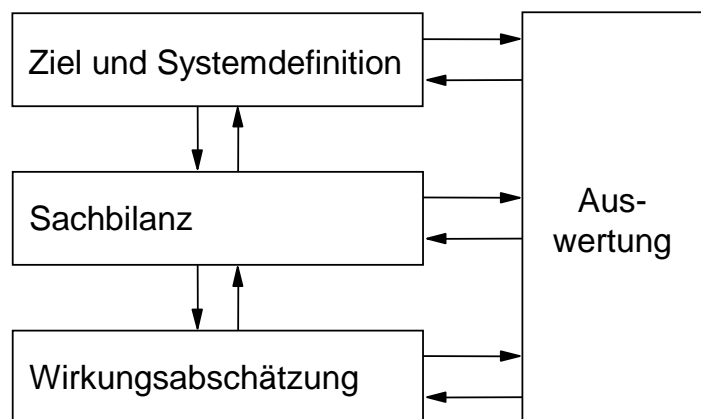 Ziel und Systemdefinition
Sachbilanz
Wirkungsabschätzung
Aus-
wertung